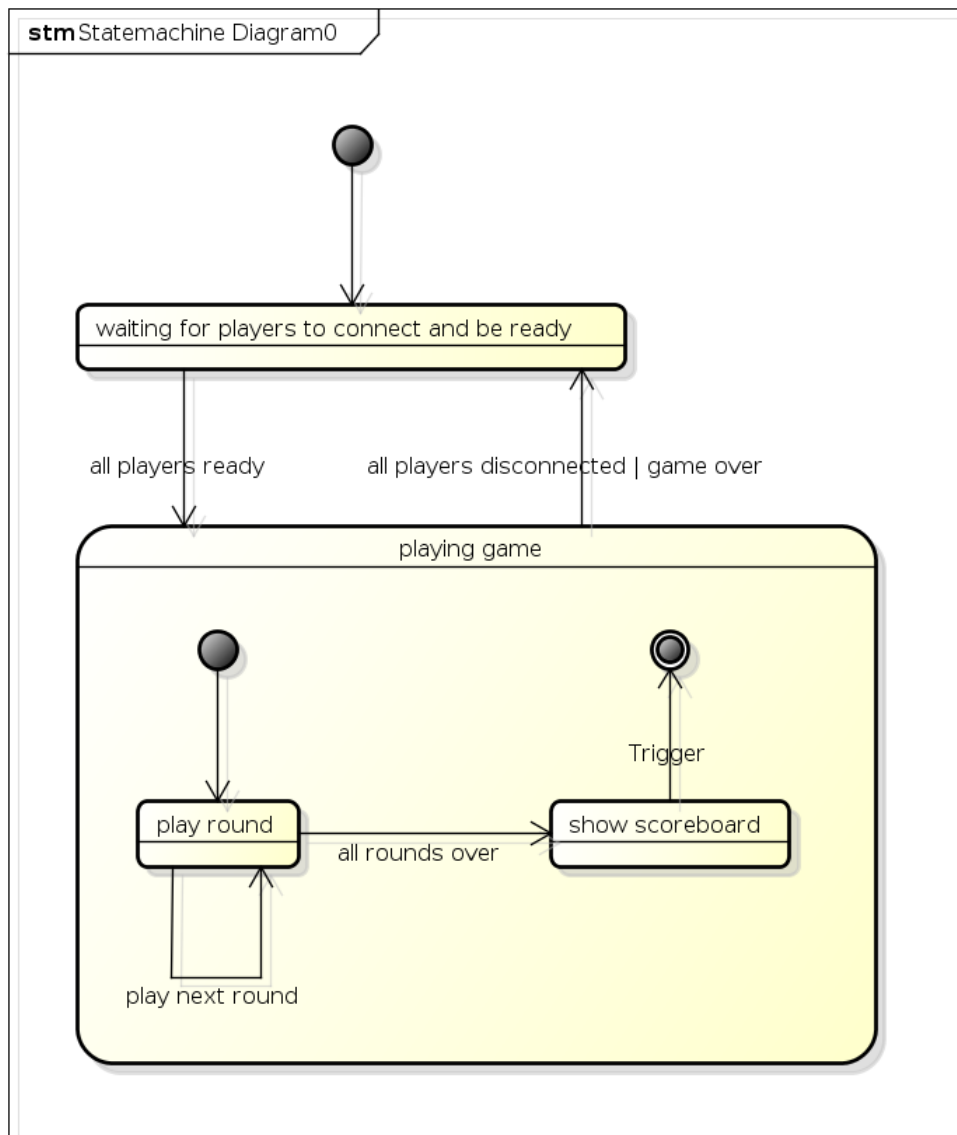 stm Statemachine Diagram0
waiting for players to connect and be ready
all players ready
all players disconnected | game over
playing game
Trigger
play round
show scoreboard
all rounds over
play next round